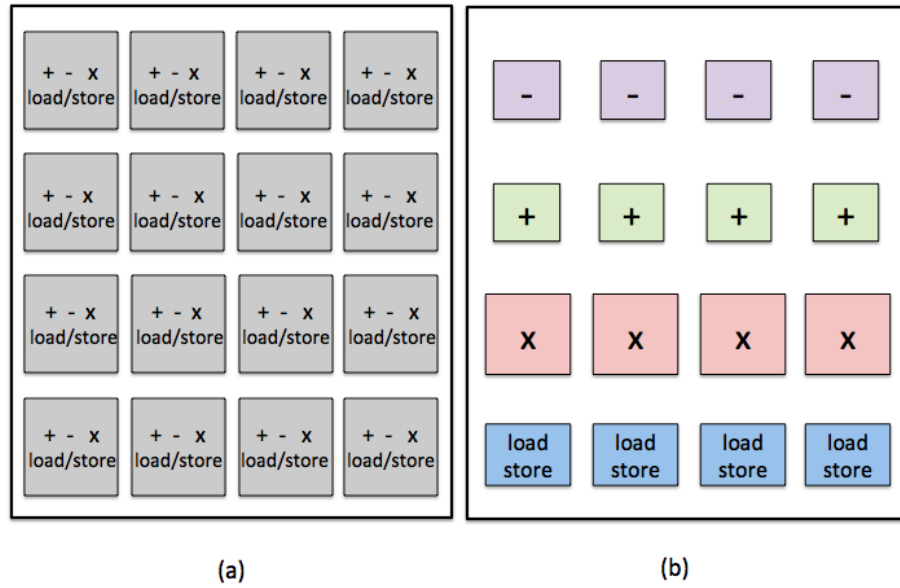 + - x + - x + - x + - x
load/store load/store load/store load/store
+ - x + - x + - x + - x
load/store load/store load/store load/store
+ - x + - x + - x + - x
load/store load/store load/store load/store
+ - x + - x + - x + - x
load/store load/store load/store load/store
(a)
- - - -
+ + + +
x x x x
load load load load
store store store store
(b)